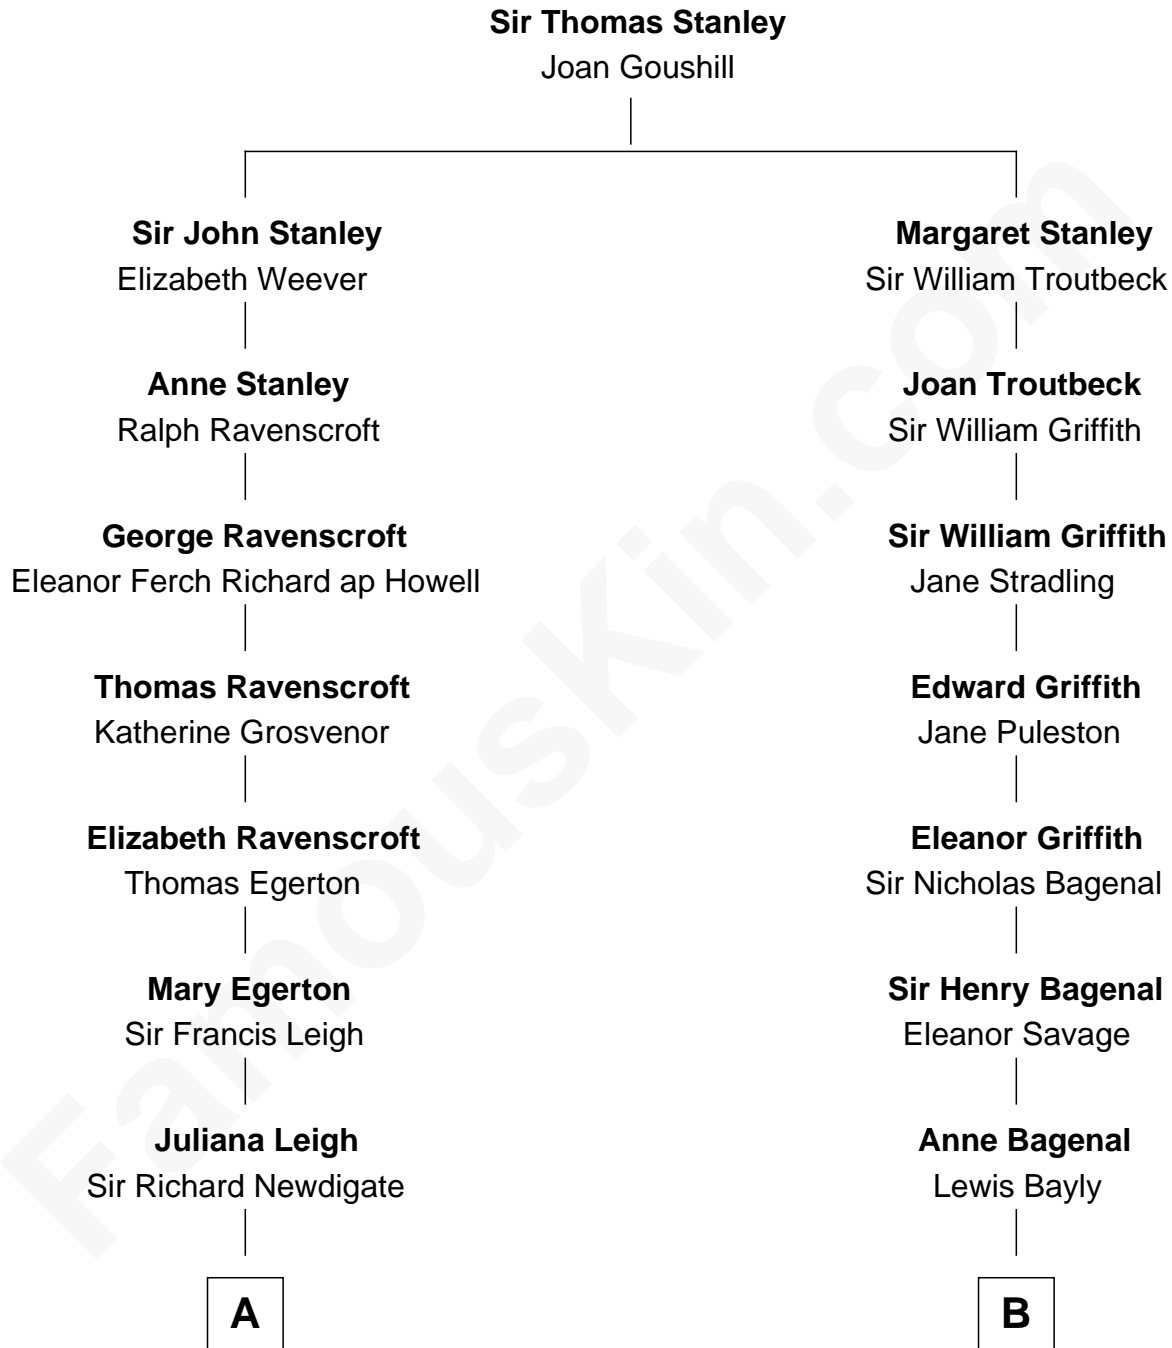 Sir Thomas Stanley
Joan Goushill
Sir John Stanley
Elizabeth Weever
Anne Stanley
Ralph Ravenscroft
George Ravenscroft
Eleanor Ferch Richard ap Howell
Thomas Ravenscroft
Katherine Grosvenor
Elizabeth Ravenscroft
Thomas Egerton
Mary Egerton
Sir Francis Leigh
Juliana Leigh
Sir Richard Newdigate
A
Margaret Stanley
Sir William Troutbeck
Joan Troutbeck
Sir William Griffith
Sir William Griffith
Jane Stradling
Edward Griffith
Jane Puleston
Eleanor Griffith
Sir Nicholas Bagenal
Sir Henry Bagenal
Eleanor Savage
Anne Bagenal
Lewis Bayly
B
FamousKin.com